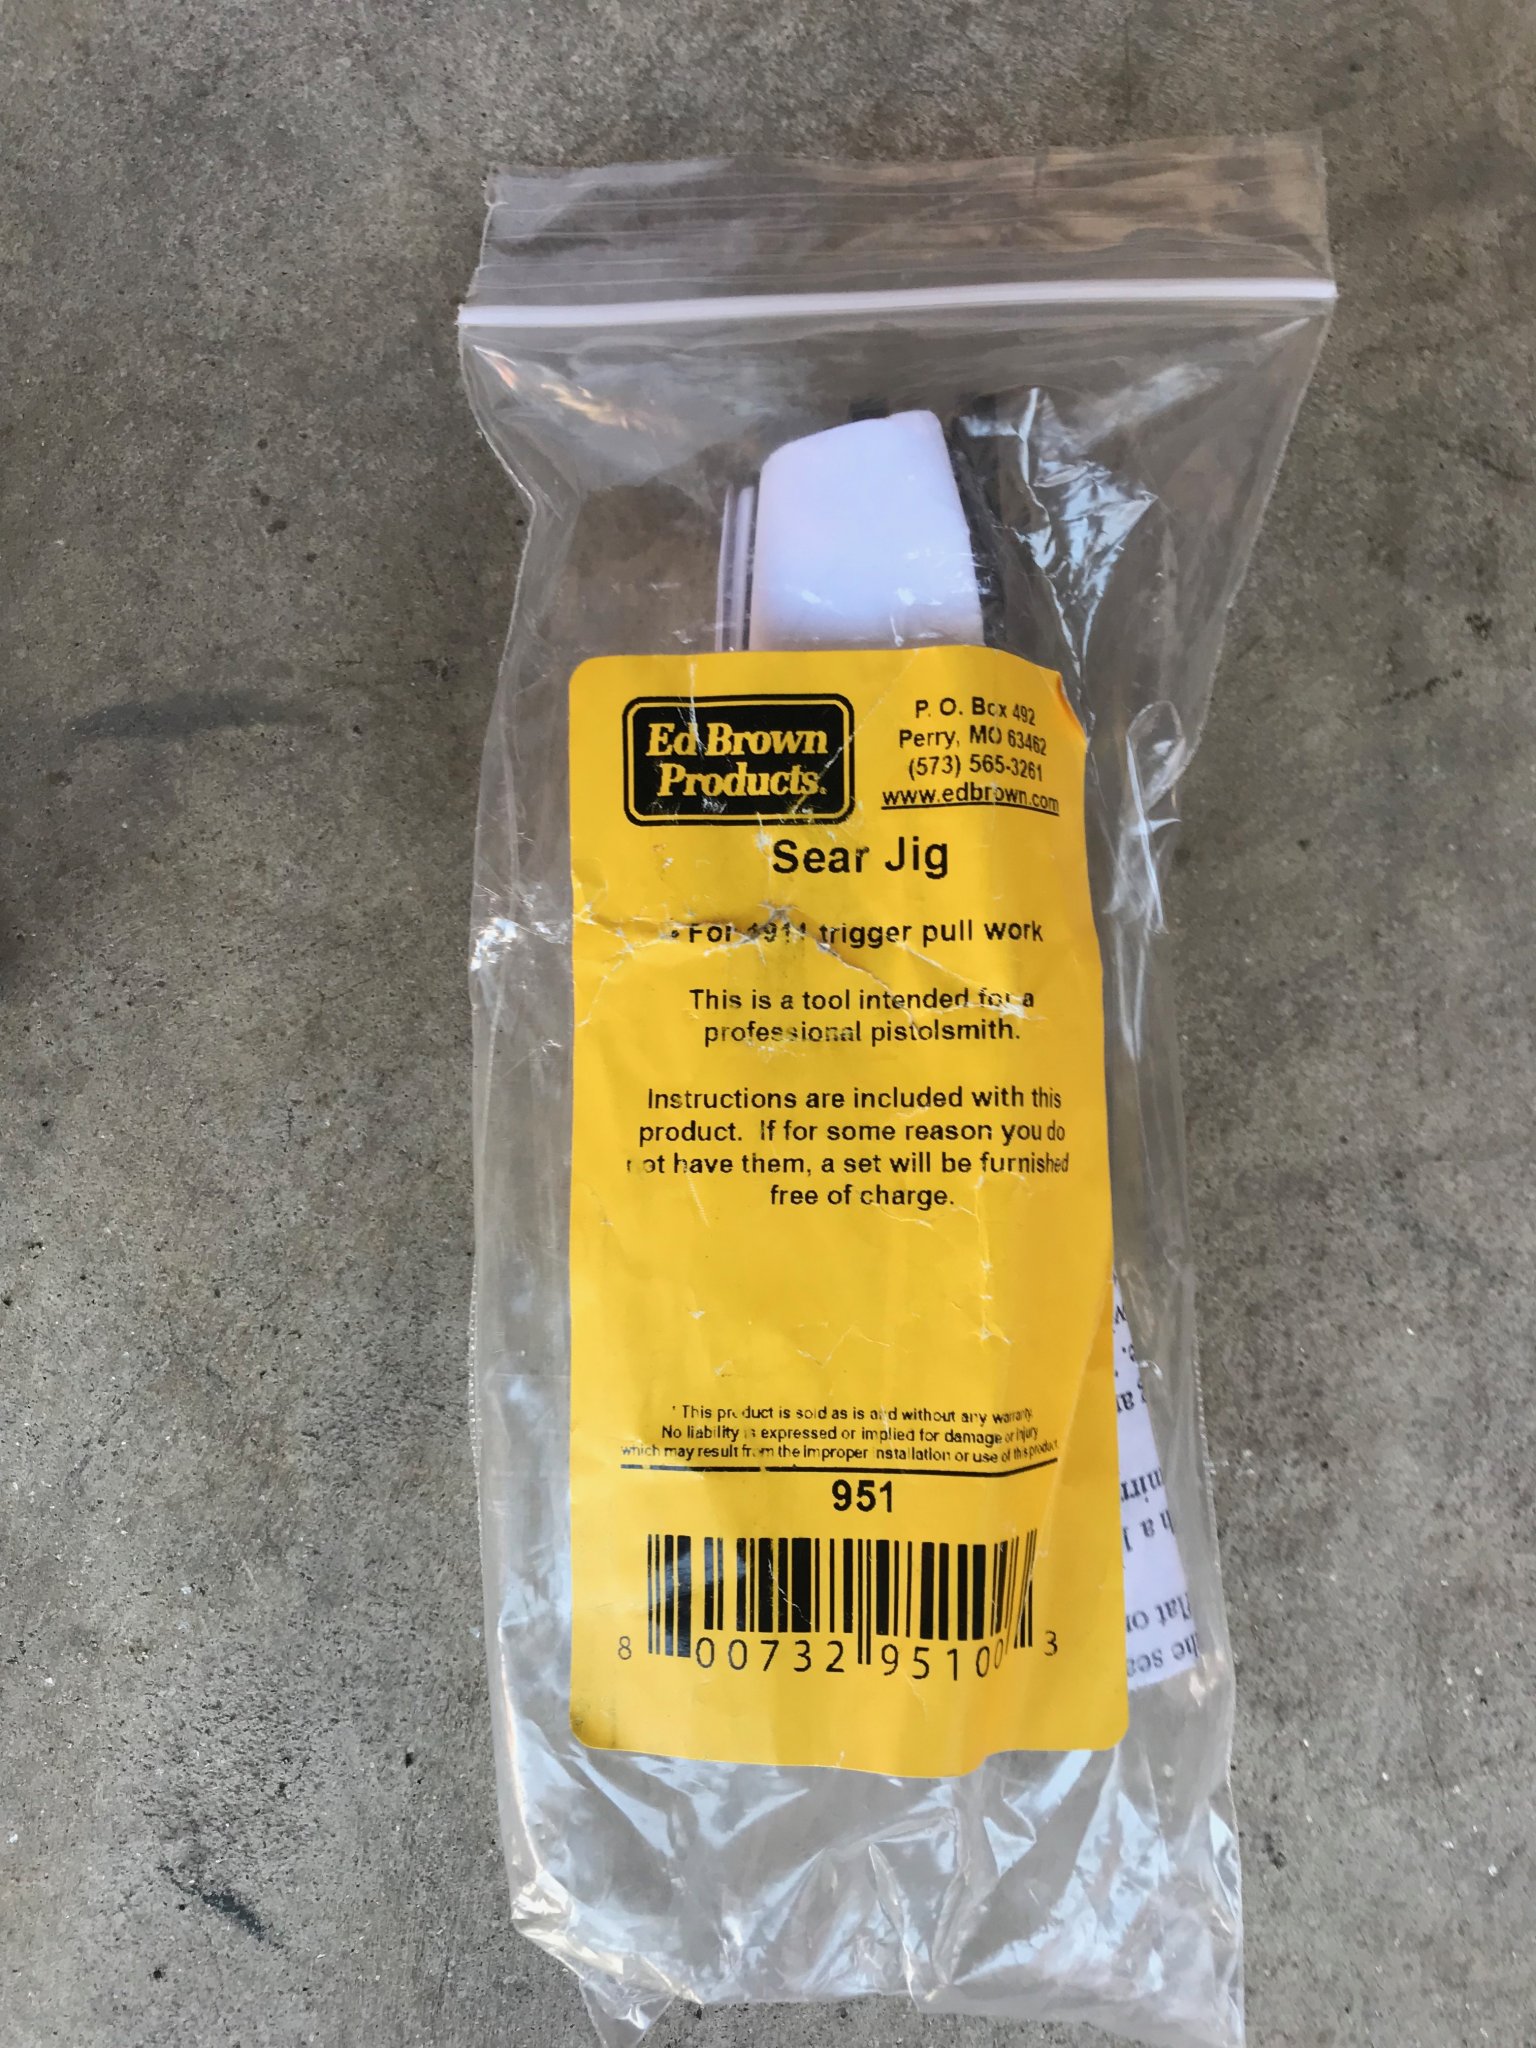 Ed Brown
Products.
P. O. Box 492
Perry, MO 63462
(573) 565-3261
www.edbrown.com
Sear Jig
• For 1911 trigger pull work
This is a tool intended for a
professional pistolsmith.
Instructions are included with this
product. If for some reason you do
not have them, a set will be furnished
free of charge.
* This product is sold as is and without any warranty.
No liability is expressed or implied for damage or injury
which may result from the improper installation or use of this product.
951
8 00732 95100 3